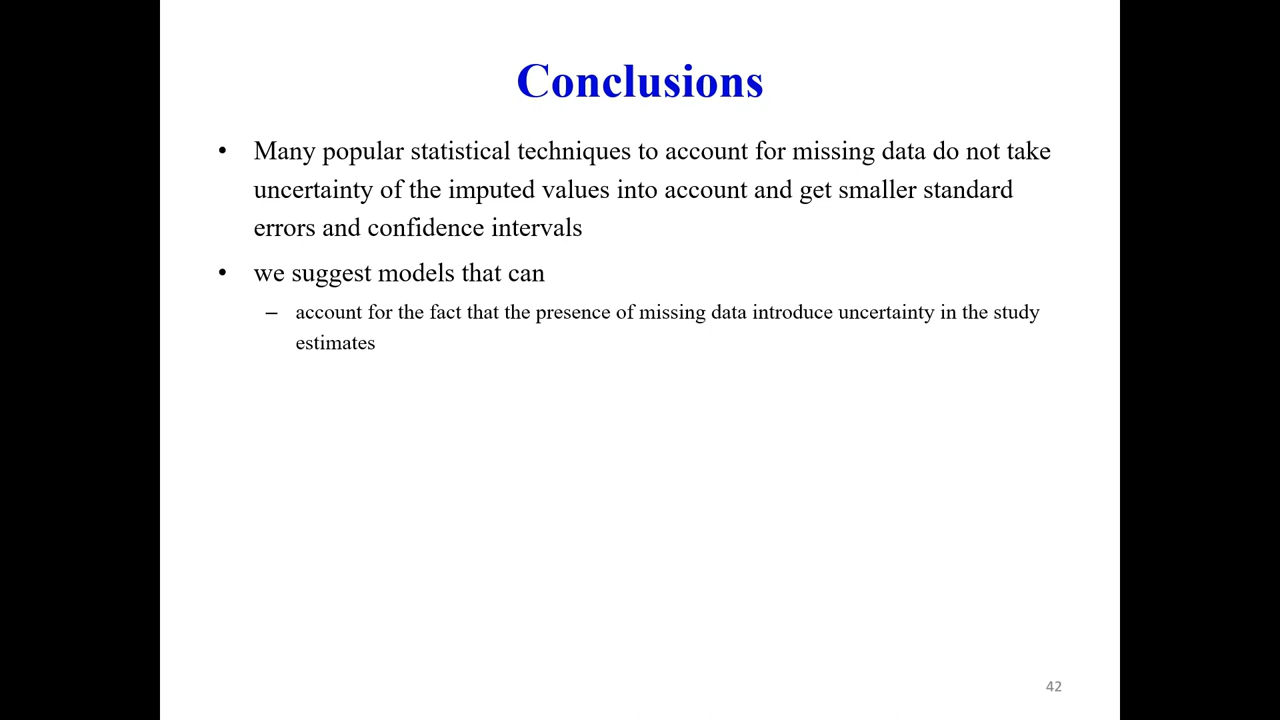 Conclusions
• Many popular statistical techniques to account for missing data do not take
uncertainty of the imputed values into account and get smaller standard
errors and confidence intervals
• we suggest models that can
– account for the fact that the presence of missing data introduce uncertainty in the study
estimates
42